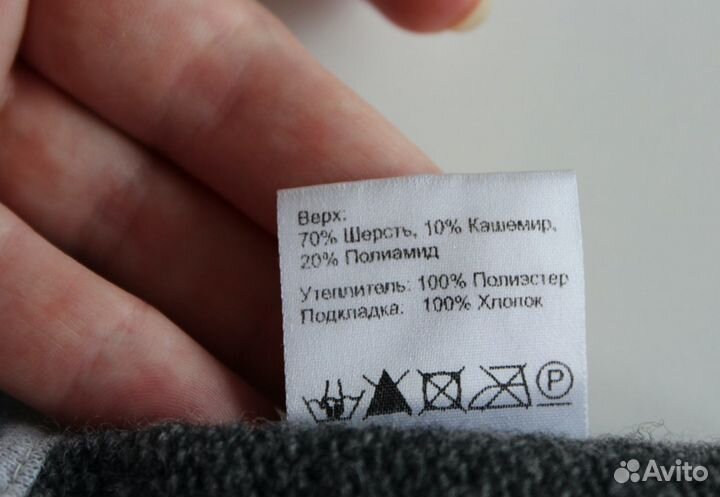 Верх:
70% Шерсть, 10% Кашемир,
20% Полиамид
Утеплитель: 100% Полиэстер
Подкладка: 100% Хлопок
P
Avito